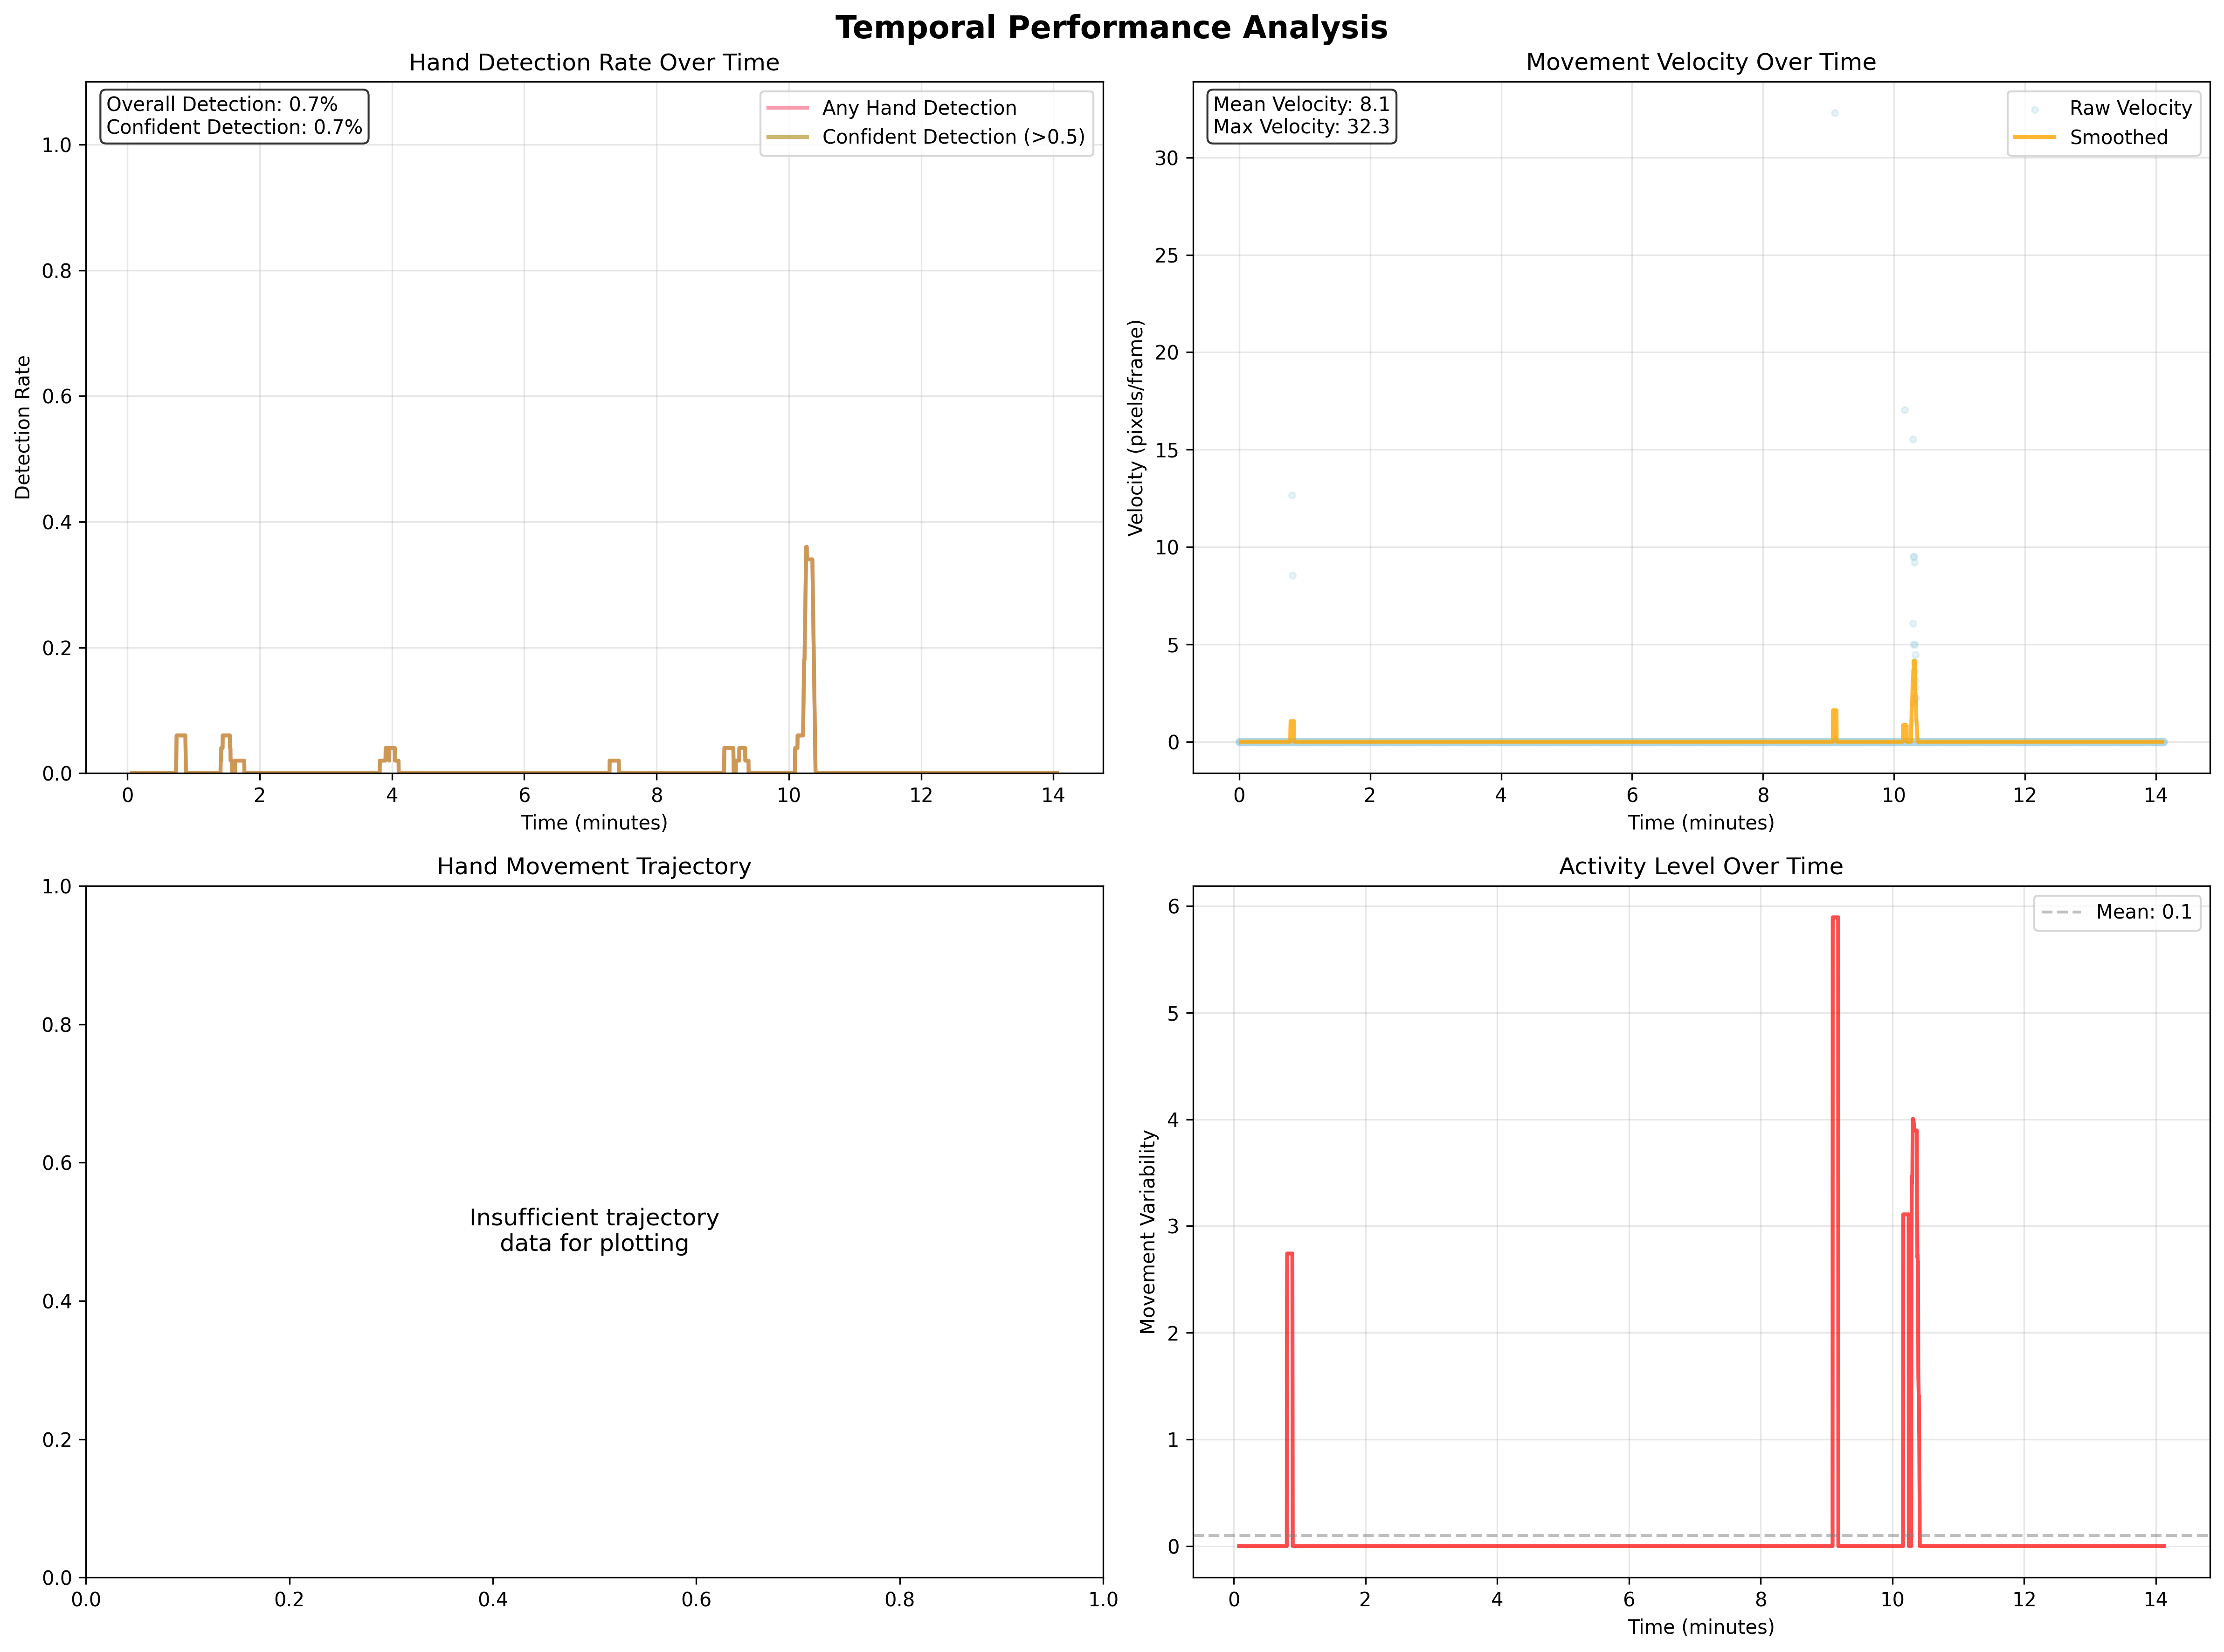 Temporal Performance Analysis
Hand Detection Rate Over Time
Overall Detection: 0.7%
Confident Detection: 0.7%
Any Hand Detection
Confident Detection (>0.5)
1.0
0.8
0.6
0.4
0.2
0.0
Detection Rate
0 2 4 6 8 10 12 14
Time (minutes)
Movement Velocity Over Time
Mean Velocity: 8.1
Max Velocity: 32.3
Raw Velocity
Smoothed
30
25
20
15
10
5
0
Velocity (pixels/frame)
0 2 4 6 8 10 12 14
Time (minutes)
Hand Movement Trajectory
1.0
0.8
0.6
0.4
0.2
0.0
Insufficient trajectory
data for plotting
0.0 0.2 0.4 0.6 0.8 1.0
Activity Level Over Time
Mean: 0.1
6
5
4
3
2
1
0
Movement Variability
0 2 4 6 8 10 12 14
Time (minutes)